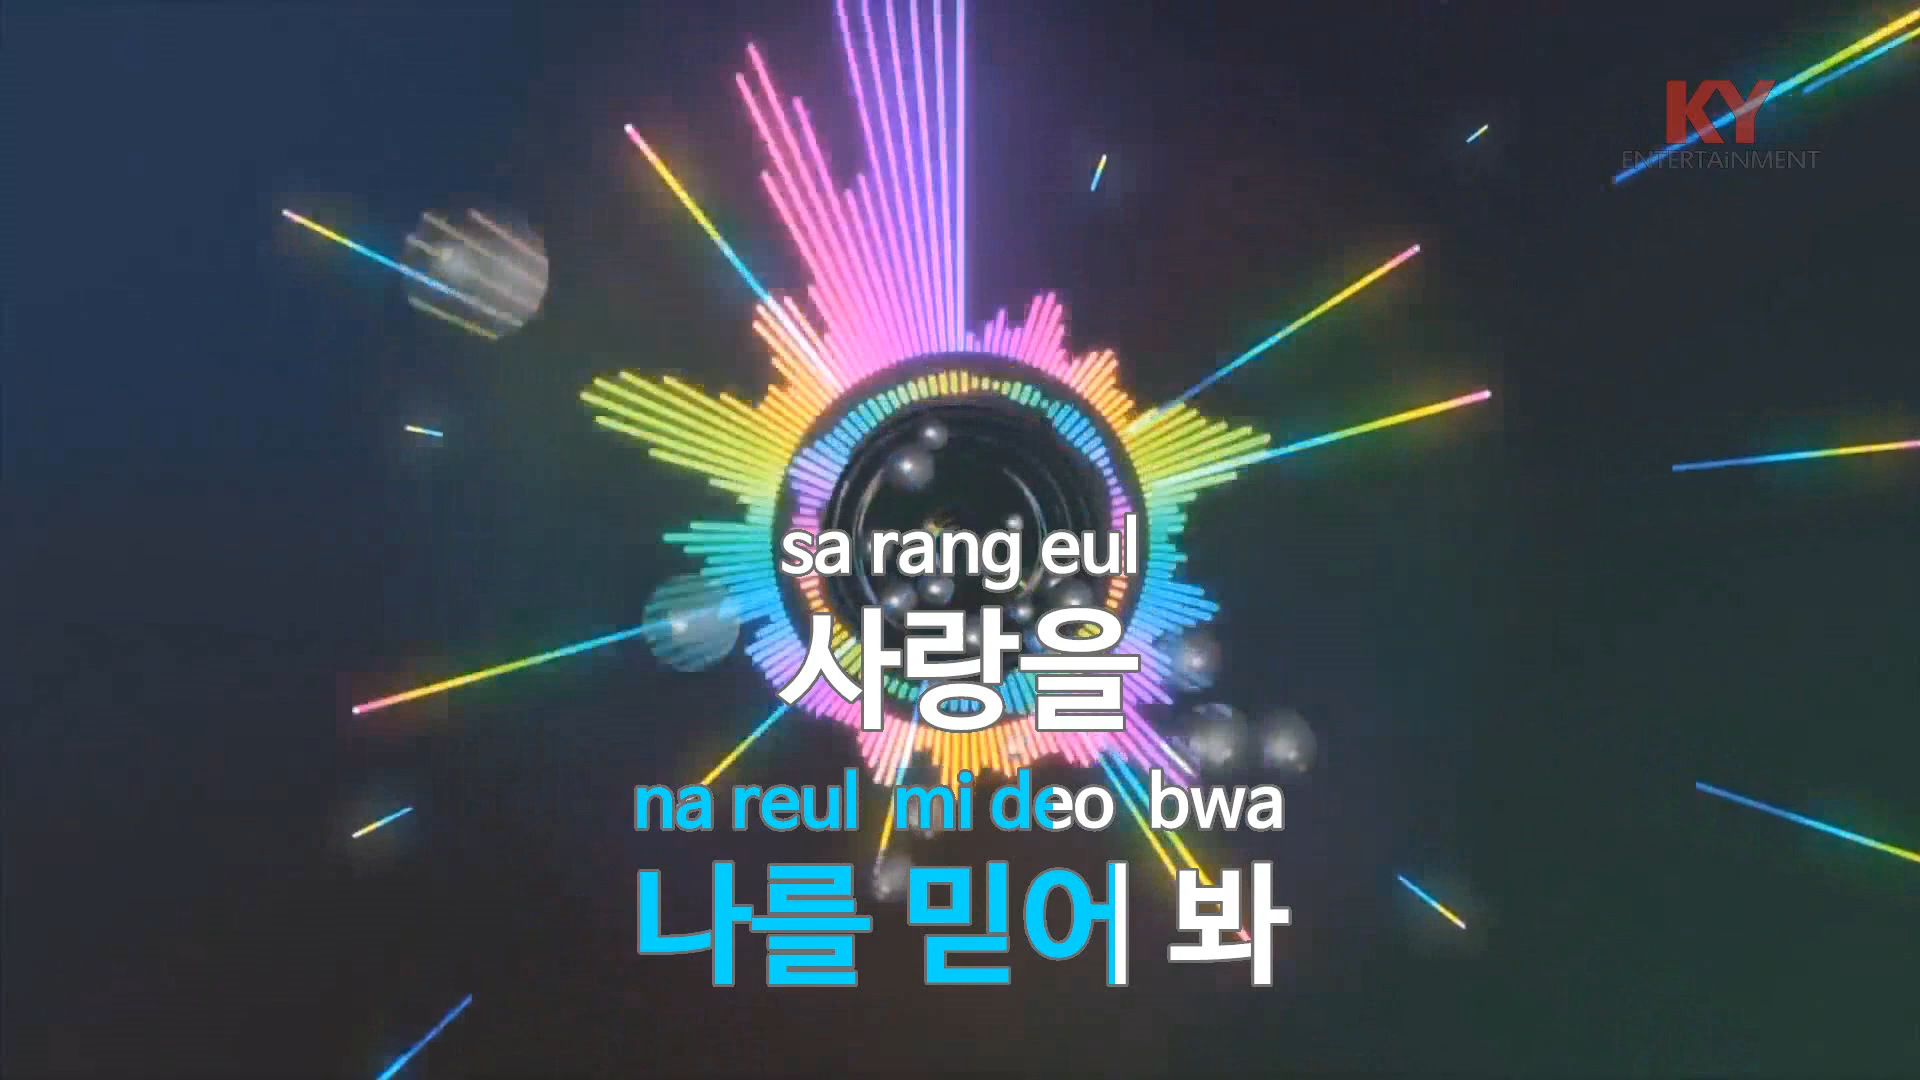 KY
ENTERTAiNMENT
sa rang eul
사랑을
na reul mi deo bwa
나를 믿어 봐